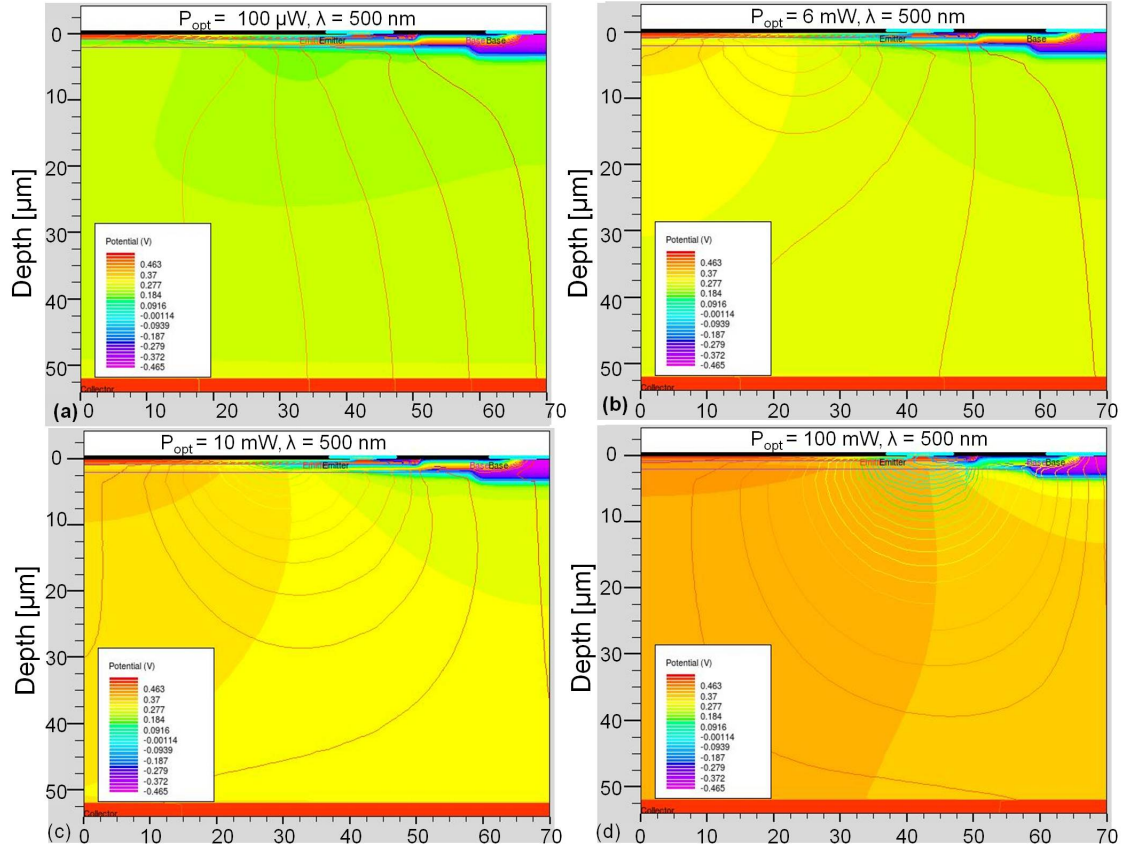 P_opt = 100 µW, λ = 500 nm
0
10
20
30
40
50
Depth [µm]
Emitter
Base Base
Potential (V)
0.463
0.37
0.277
0.184
0.0916
-0.00114
-0.0939
-0.187
-0.279
-0.372
-0.465
Collector
(a)
0 10 20 30 40 50 60 70
P_opt = 6 mW, λ = 500 nm
0
10
20
30
40
50
Depth [µm]
Emitter
Base
Potential (V)
0.463
0.37
0.277
0.184
0.0916
-0.00114
-0.0939
-0.187
-0.279
-0.372
-0.465
Collector
(b)
0 10 20 30 40 50 60 70
P_opt = 10 mW, λ = 500 nm
0
10
20
30
40
50
Depth [µm]
Emitter
Base Base
Potential (V)
0.463
0.37
0.277
0.184
0.0916
-0.00114
-0.0939
-0.187
-0.279
-0.372
-0.465
Collector
(c)
0 10 20 30 40 50 60 70
P_opt = 100 mW, λ = 500 nm
0
10
20
30
40
50
Depth [µm]
Emitter
Base Base
Potential (V)
0.463
0.37
0.277
0.184
0.0916
-0.00114
-0.0939
-0.187
-0.279
-0.372
-0.465
Collector
(d)
0 10 20 30 40 50 60 70